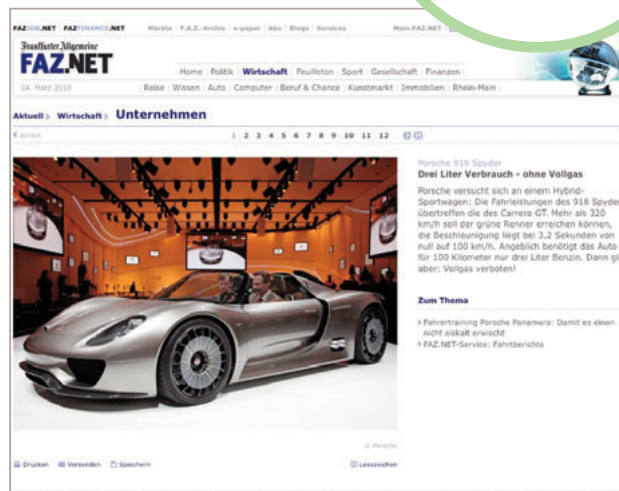 FAZJOB.NET FAZFINANCE.NET Märkte F.A.Z.-Archiv e-paper Abo Blogs Services Mein FAZ.NET
Frankfurter Allgemeine
FAZ.NET
Home Politik Wirtschaft Feuilleton Sport Gesellschaft Finanzen
04. März 2010 Reise Wissen Auto Computer Beruf & Chance Kunstmarkt Immobilien Rhein-Main
Aktuell > Wirtschaft > Unternehmen
zurück 1 2 3 4 5 6 7 8 9 10 11 12
Porsche 918 Spyder
Drei Liter Verbrauch - ohne Vollgas
Porsche versucht sich an einem Hybrid-
Sportwagen: Die Fahrleistungen des 918 Spyder
übertreffen die des Carrera GT. Mehr als 320
km/h soll der grüne Renner erreichen können,
die Beschleunigung liegt bei 3,2 Sekunden von
null auf 100 km/h. Angeblich benötigt das Auto
für 100 Kilometer nur drei Liter Benzin. Dann gil
aber: Vollgas verboten!
Zum Thema
Fahrertraining Porsche Panamera: Damit es einen
nicht eiskalt erwischt
FAZ.NET-Service: Fahrtberichte
© Porsche
Drucken Versenden Speichern Lesezeichen